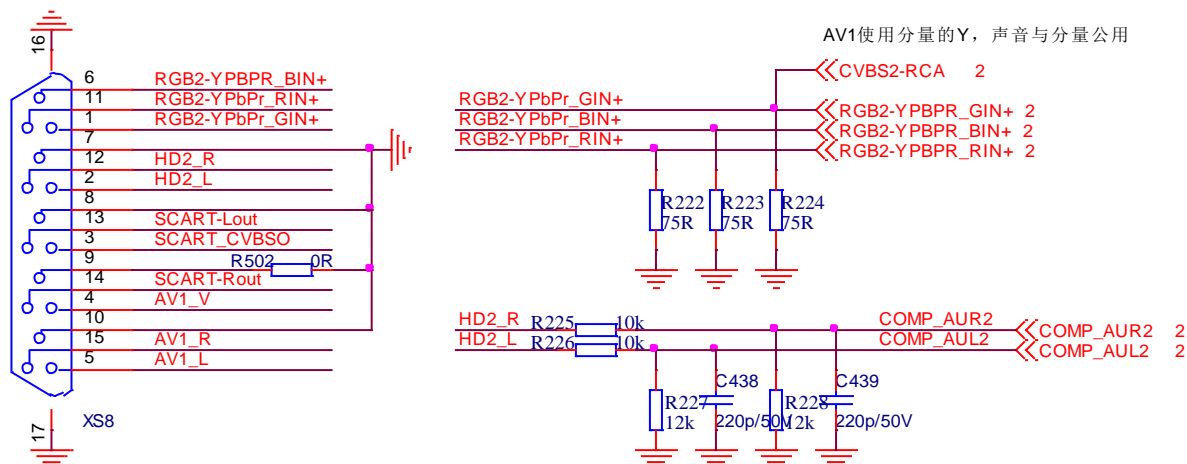 AV1使用分量的Y，声音与分量公用
16
6 RGB2-YPBPR_BIN+
11 RGB2-YPbPr_RIN+
1 RGB2-YPbPr_GIN+
7
12 HD2_R
2 HD2_L
8
13 SCART-Lout
3 SCART_CVBSO
9 R502 0R
14 SCART-Rout
4 AV1_V
10
15 AV1_R
5 AV1_L
17
XS8
CVBS2-RCA 2
RGB2-YPbPr_GIN+ RGB2-YPBPR_GIN+ 2
RGB2-YPbPr_BIN+ RGB2-YPBPR_BIN+ 2
RGB2-YPbPr_RIN+ RGB2-YPBPR_RIN+ 2
R222 R223 R224
75R 75R 75R
HD2_R R225 10k COMP_AUR2 COMP_AUR2 2
HD2_L R226 10k COMP_AUL2 COMP_AUL2 2
C438 C439
R227 R228
12k 220p/50V 12k 220p/50V